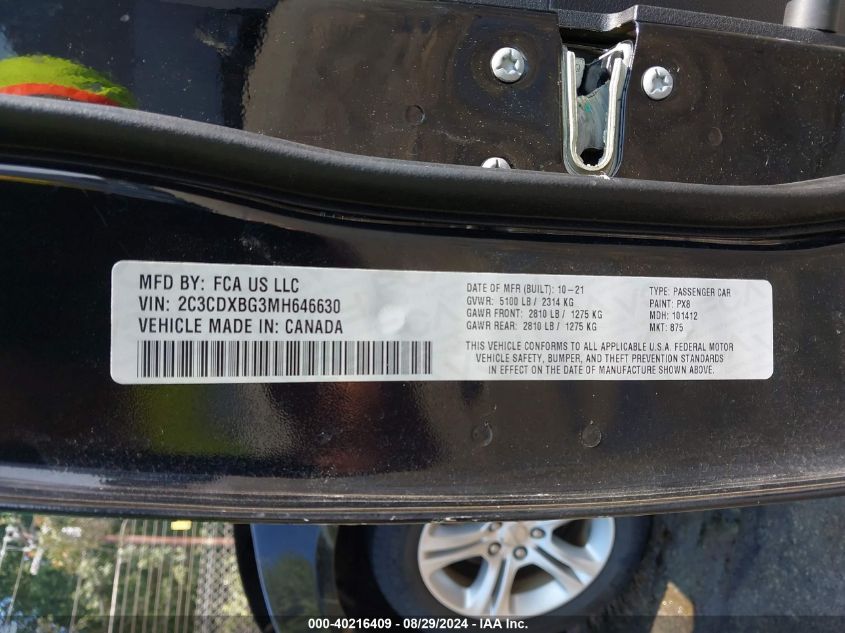 MFD BY: FCA US LLC
VIN: 2C3CDXBG3MH646630
VEHICLE MADE IN: CANADA
DATE OF MFR (BUILT): 10-21
GVWR: 5100 LB / 2314 KG
GAWR FRONT: 2810 LB / 1275 KG
GAWR REAR: 2810 LB / 1275 KG
TYPE: PASSENGER CAR
PAINT: PX8
MDH: 101412
MKT: 875
THIS VEHICLE CONFORMS TO ALL APPLICABLE U.S.A. FEDERAL MOTOR
VEHICLE SAFETY, BUMPER, AND THEFT PREVENTION STANDARDS
IN EFFECT ON THE DATE OF MANUFACTURE SHOWN ABOVE.
000-40216409 - 08/29/2024 - IAA Inc.